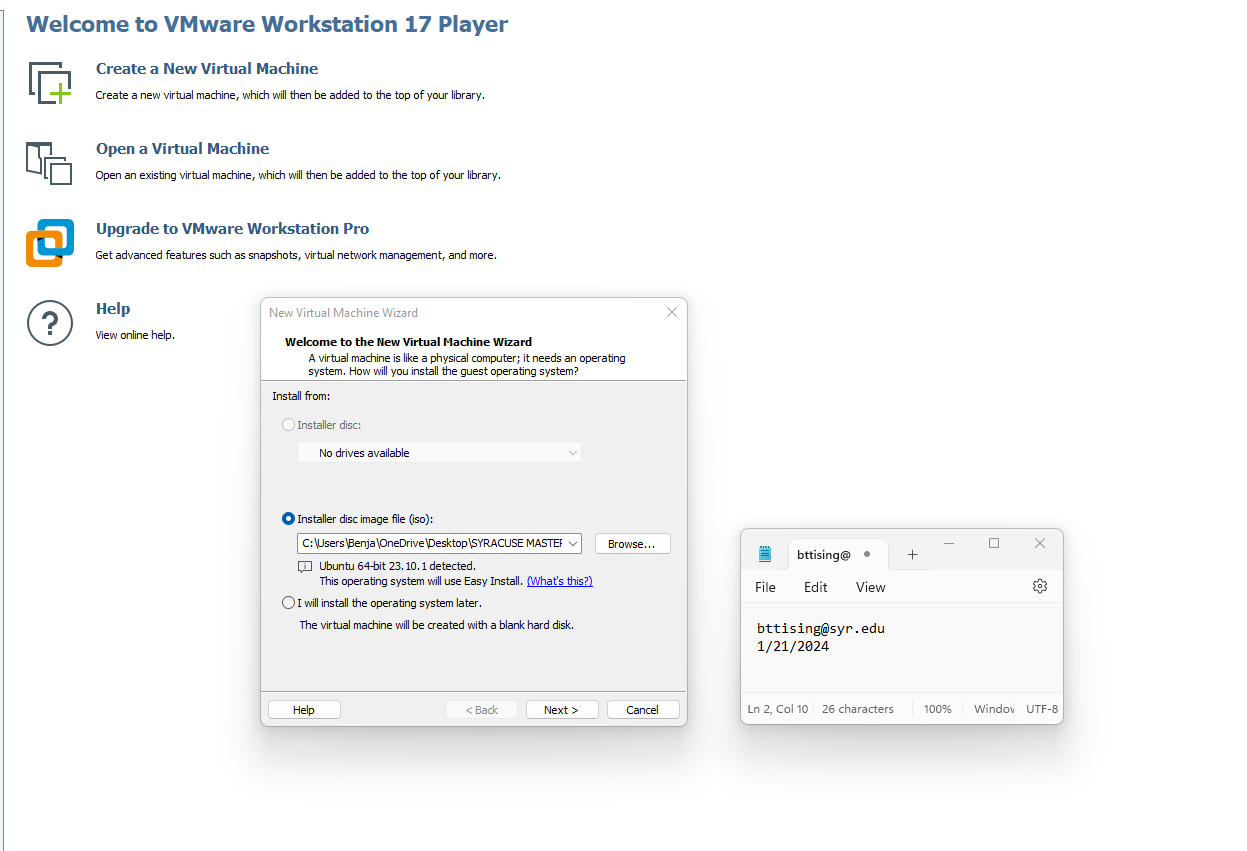 Welcome to VMware Workstation 17 Player
Create a New Virtual Machine
Create a new virtual machine, which will then be added to the top of your library.
Open a Virtual Machine
Open an existing virtual machine, which will then be added to the top of your library.
Upgrade to VMware Workstation Pro
Get advanced features such as snapshots, virtual network management, and more.
Help
View online help.
New Virtual Machine Wizard
Welcome to the New Virtual Machine Wizard
A virtual machine is like a physical computer; it needs an operating
system. How will you install the guest operating system?
Install from:
Installer disc:
No drives available
Installer disc image file (iso):
C:\Users\Benja\OneDrive\Desktop\SYRACUSE MASTER
Browse...
Ubuntu 64-bit 23.10.1 detected.
This operating system will use Easy Install. (What's this?)
I will install the operating system later.
The virtual machine will be created with a blank hard disk.
Help
< Back
Next >
Cancel
bttising@
File Edit View
bttising@syr.edu
1/21/2024
Ln 2, Col 10 26 characters 100% Window UTF-8